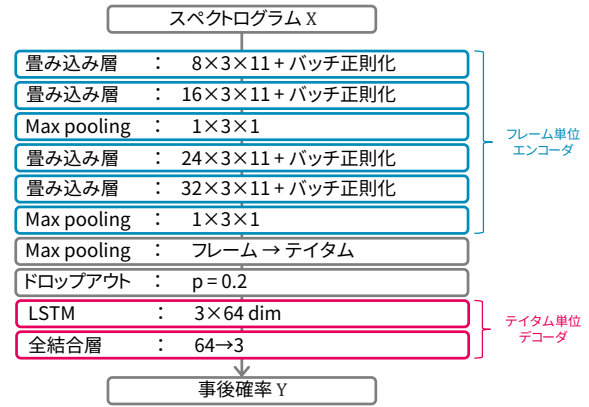 スペクトログラム X
畳み込み層 : 8×3×11 + バッチ正則化
畳み込み層 : 16×3×11 + バッチ正則化
Max pooling : 1×3×1
畳み込み層 : 24×3×11 + バッチ正則化
畳み込み層 : 32×3×11 + バッチ正則化
Max pooling : 1×3×1
フレーム単位
エンコーダ
Max pooling : フレーム → テイタム
ドロップアウト : p = 0.2
LSTM : 3×64 dim
全結合層 : 64→3
テイタム単位
デコーダ
事後確率 Y